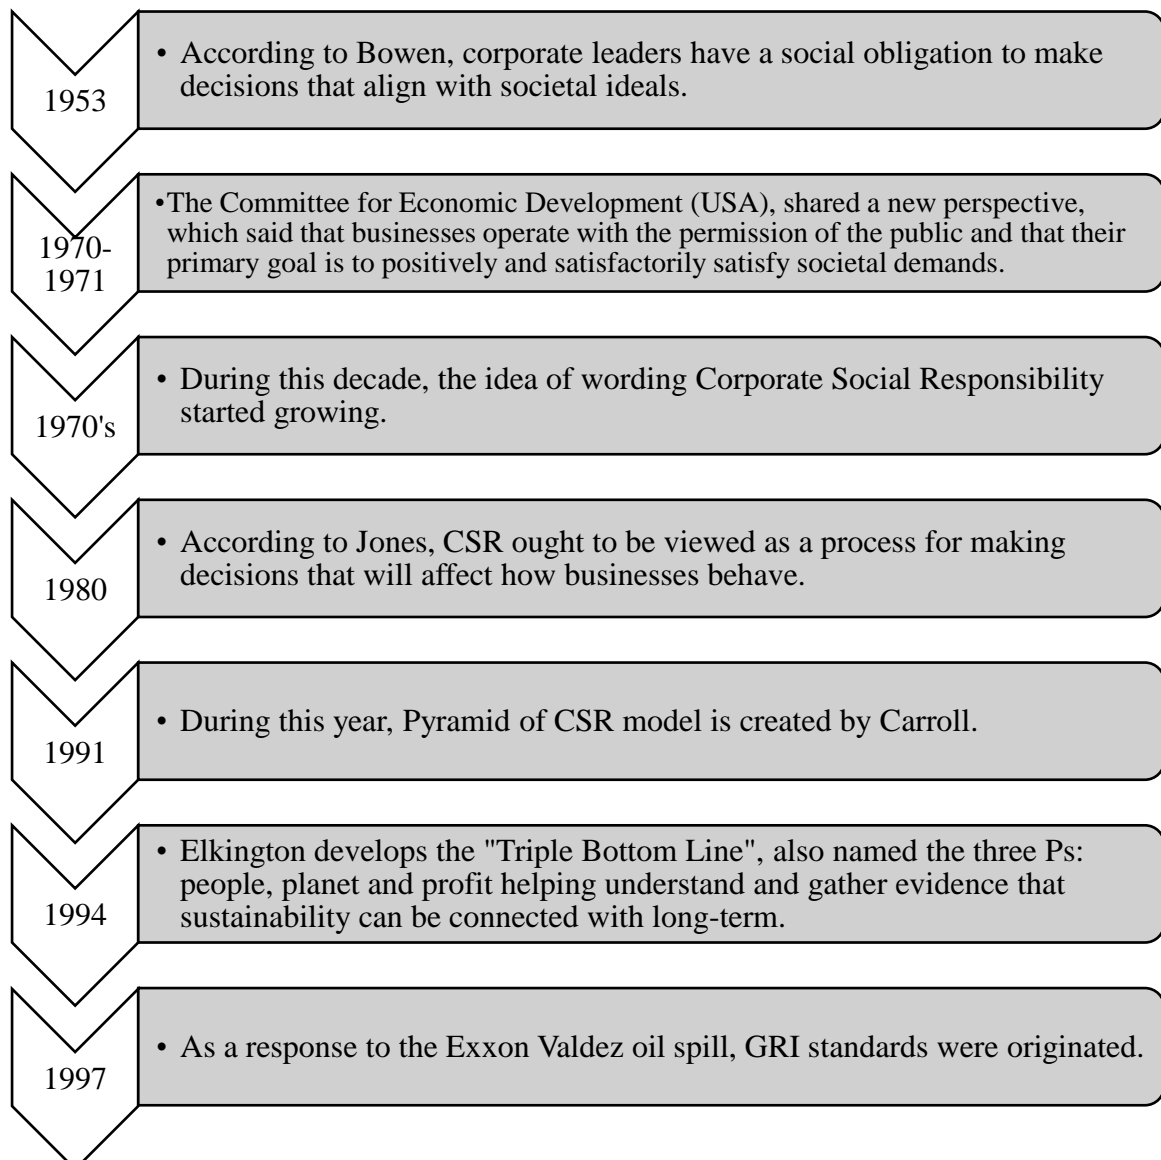 1953
• According to Bowen, corporate leaders have a social obligation to make
decisions that align with societal ideals.
1970-
1971
•The Committee for Economic Development (USA), shared a new perspective,
which said that businesses operate with the permission of the public and that their
primary goal is to positively and satisfactorily satisfy societal demands.
1970's
• During this decade, the idea of wording Corporate Social Responsibility
started growing.
1980
• According to Jones, CSR ought to be viewed as a process for making
decisions that will affect how businesses behave.
1991
• During this year, Pyramid of CSR model is created by Carroll.
1994
• Elkington develops the "Triple Bottom Line", also named the three Ps:
people, planet and profit helping understand and gather evidence that
sustainability can be connected with long-term.
1997
• As a response to the Exxon Valdez oil spill, GRI standards were originated.